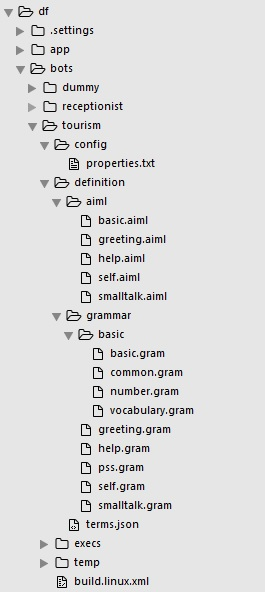 df
.settings
app
bots
dummy
receptionist
tourism
config
properties.txt
definition
aiml
basic.aiml
greeting.aiml
help.aiml
self.aiml
smalltalk.aiml
grammar
basic
basic.gram
common.gram
number.gram
vocabulary.gram
greeting.gram
help.gram
pss.gram
self.gram
smalltalk.gram
terms.json
execs
temp
build.linux.xml